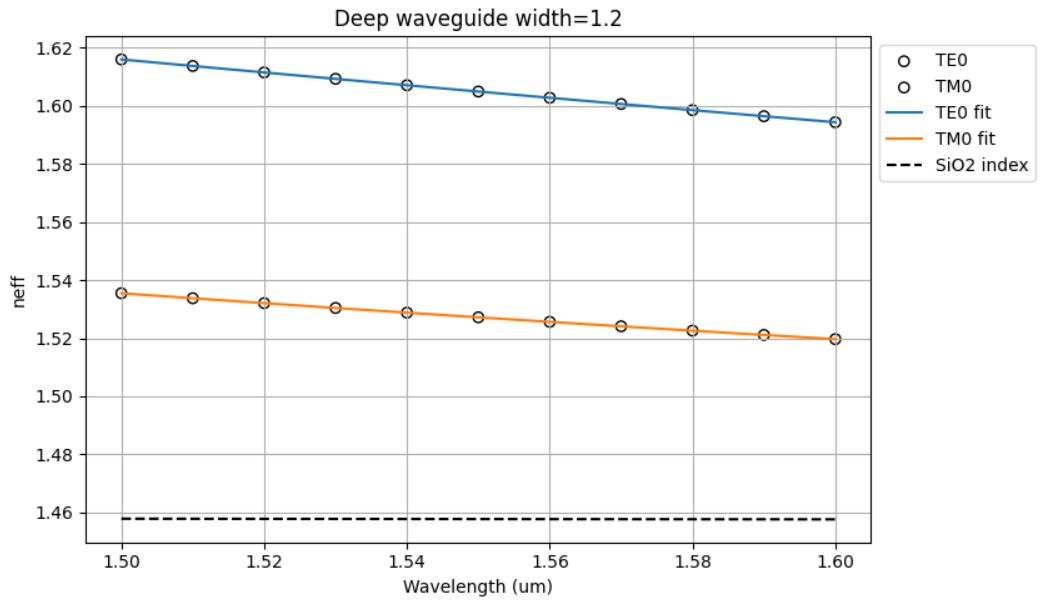 Deep waveguide width=1.2
1.62
1.60
1.58
1.56
1.54
1.52
1.50
1.48
1.46
neff
1.50
1.52
1.54
1.56
1.58
1.60
Wavelength (um)
TE0
TM0
TE0 fit
TM0 fit
SiO2 index